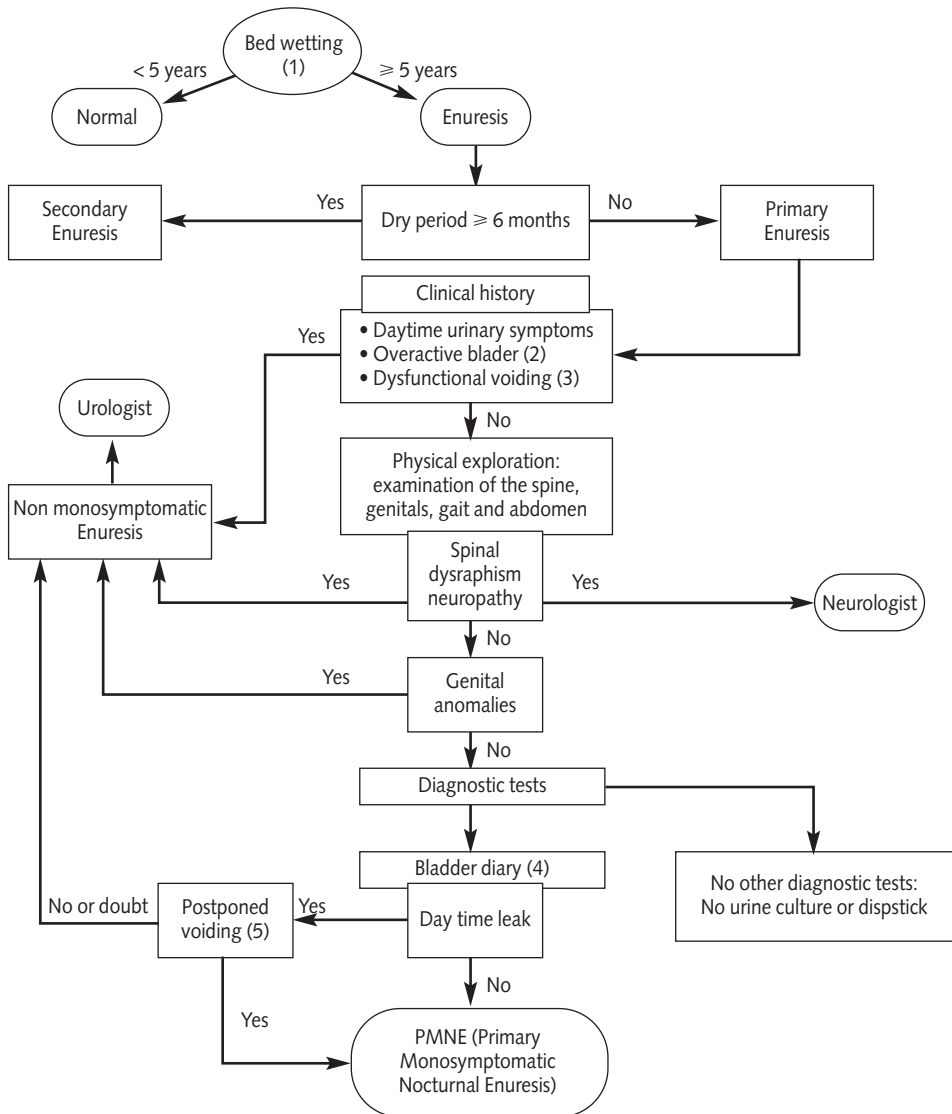 Bed wetting
(1)
< 5 years
⩾ 5 years
Normal
Enuresis
Secondary
Enuresis
Yes
Dry period ⩾ 6 months
No
Primary
Enuresis
Clinical history
Yes
• Daytime urinary symptoms
• Overactive blader (2)
• Dysfunctional voiding (3)
Urologist
No
Physical exploration:
examination of the spine,
genitals, gait and abdomen
Non monosymptomatic
Enuresis
Yes
Spinal
dysraphism
neuropathy
Yes
Neurologist
No
Yes
Genital
anomalies
No
Diagnostic tests
Bladder diary (4)
No other diagnostic tests:
No urine culture or dispstick
No or doubt
Postponed
voiding (5)
Yes
Day time leak
No
Yes
PMNE (Primary
Monosymptomatic
Nocturnal Enuresis)